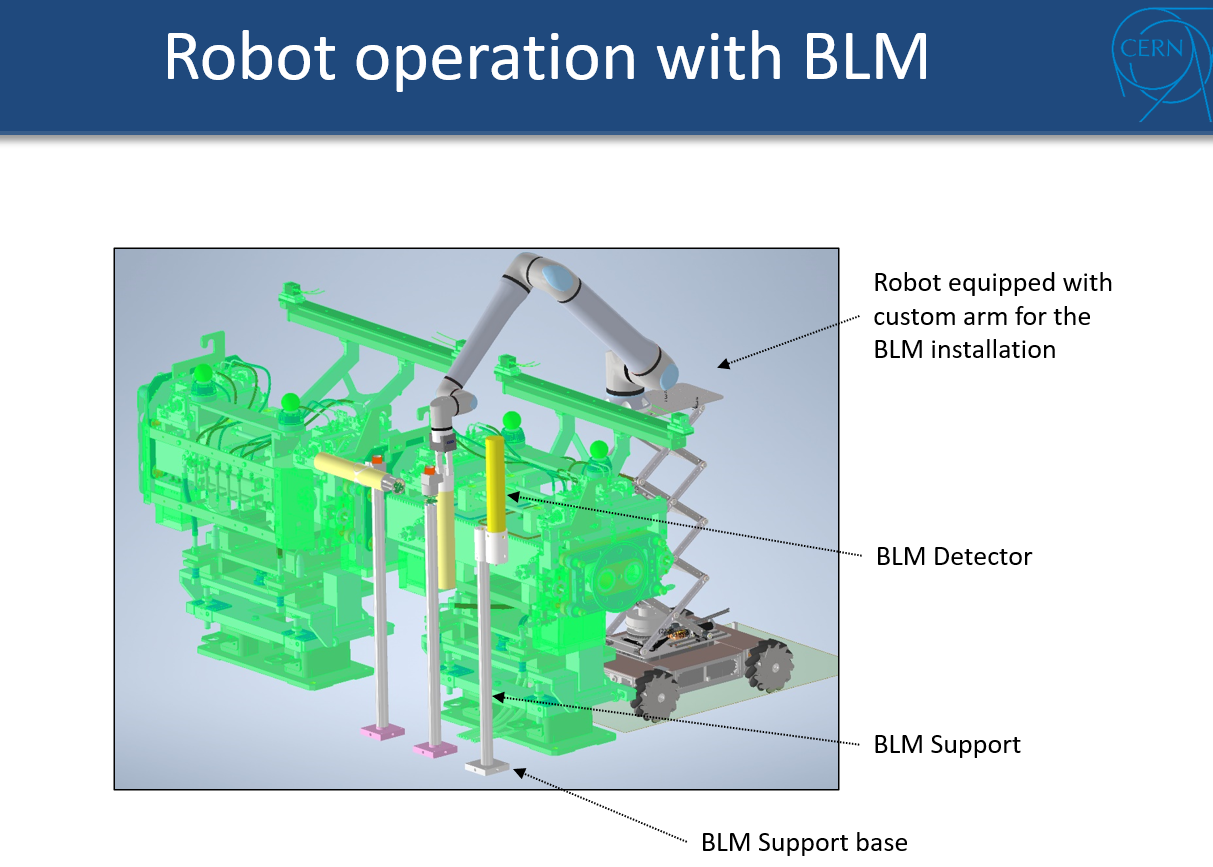 Robot operation with BLM
CERN
Robot equipped with
custom arm for the
BLM installation
BLM Detector
BLM Support
BLM Support base